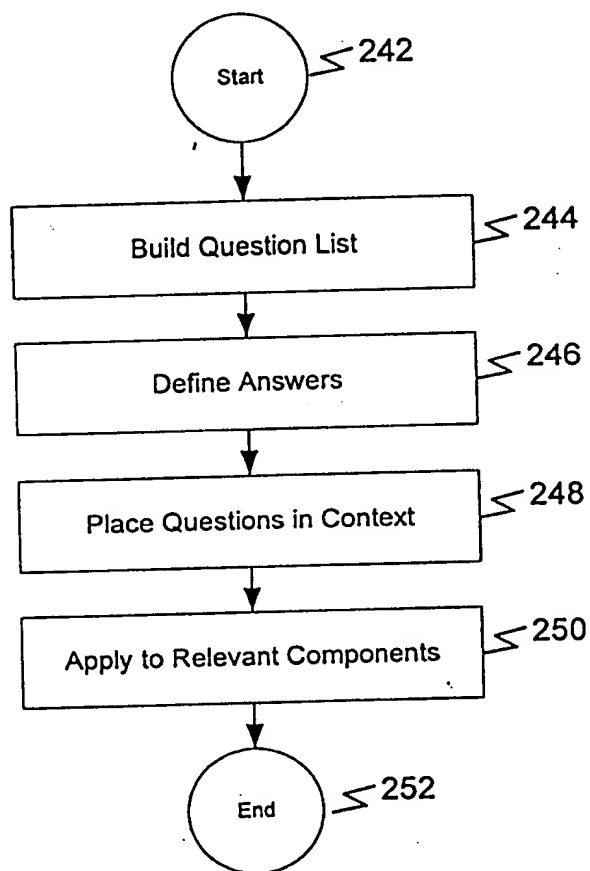 Start
242
Build Question List
244
Define Answers
246
Place Questions in Context
248
Apply to Relevant Components
250
End
252